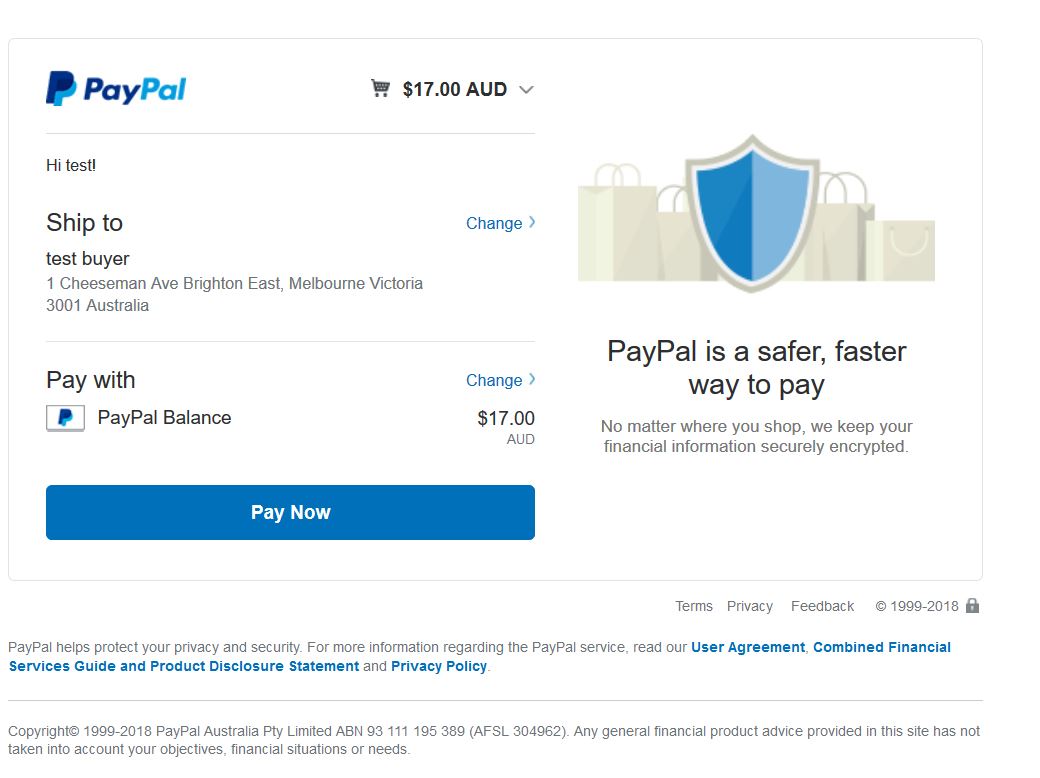 PayPal
$17.00 AUD
Hi test!
Ship to
Change
test buyer
1 Cheeseman Ave Brighton East, Melbourne Victoria
3001 Australia
Pay with
Change
PayPal Balance
$17.00
AUD
Pay Now
PayPal is a safer, faster
way to pay
No matter where you shop, we keep your
financial information securely encrypted.
Terms Privacy Feedback © 1999-2018
PayPal helps protect your privacy and security. For more information regarding the PayPal service, read our User Agreement, Combined Financial
Services Guide and Product Disclosure Statement and Privacy Policy.
Copyright© 1999-2018 PayPal Australia Pty Limited ABN 93 111 195 389 (AFSL 304962). Any general financial product advice provided in this site has not
taken into account your objectives, financial situations or needs.